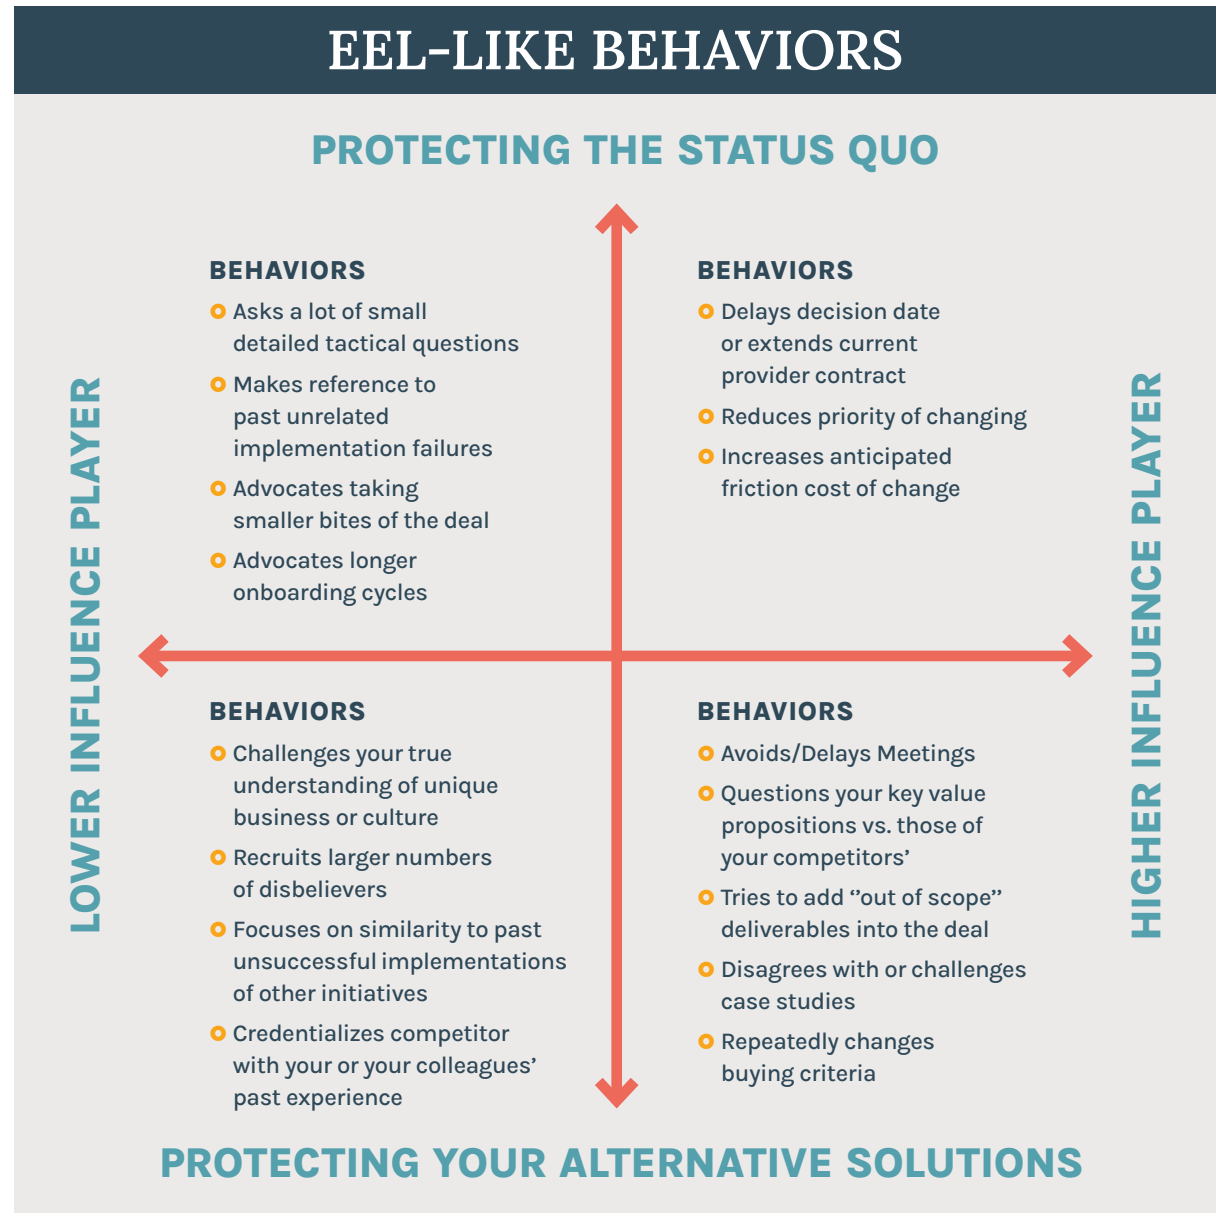 EEL-LIKE BEHAVIORS
PROTECTING THE STATUS QUO
LOWER INFLUENCE PLAYER
BEHAVIORS
Asks a lot of small
detailed tactical questions
Makes reference to
past unrelated
implementation failures
Advocates taking
smaller bites of the deal
Advocates longer
onboarding cycles
BEHAVIORS
Delays decision date
or extends current
provider contract
Reduces priority of changing
Increases anticipated
friction cost of change
HIGHER INFLUENCE PLAYER
BEHAVIORS
Challenges your true
understanding of unique
business or culture
Recruits larger numbers
of disbelievers
Focuses on similarity to past
unsuccessful implementations
of other initiatives
Credentializes competitor
with your or your colleagues’
past experience
BEHAVIORS
Avoids/Delays Meetings
Questions your key value
propositions vs. those of
your competitors’
Tries to add ‘’out of scope’’
deliverables into the deal
Disagrees with or challenges
case studies
Repeatedly changes
buying criteria
PROTECTING YOUR ALTERNATIVE SOLUTIONS